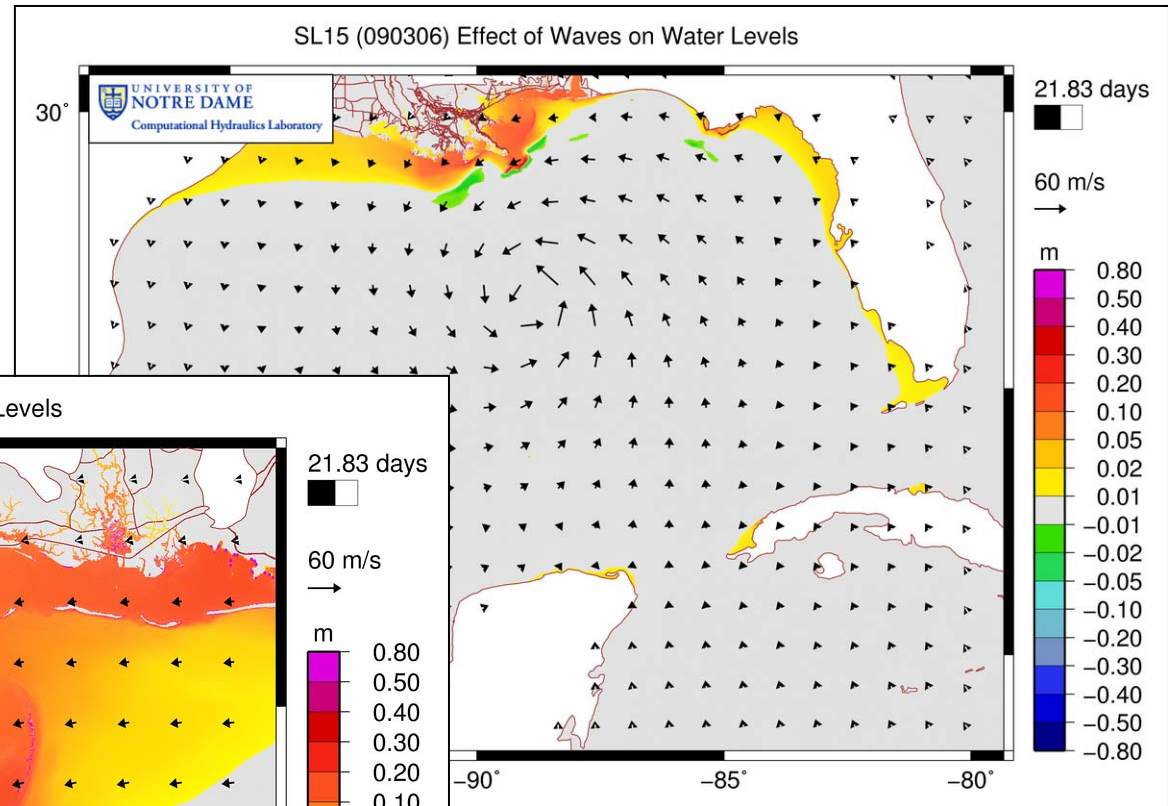 SL15 (090306) Effect of Waves on Water Levels
UNIVERSITY OF
NOTRE DAME
Computational Hydraulics Laboratory
30°
21.83 days
60 m/s
m
0.80
0.50
0.40
0.30
0.20
0.10
0.05
0.02
0.01
−0.01
−0.02
−0.05
−0.10
−0.20
−0.30
−0.40
−0.50
−0.80
−90°
−85°
−80°
Levels
21.83 days
60 m/s
m
0.80
0.50
0.40
0.30
0.20
0.10